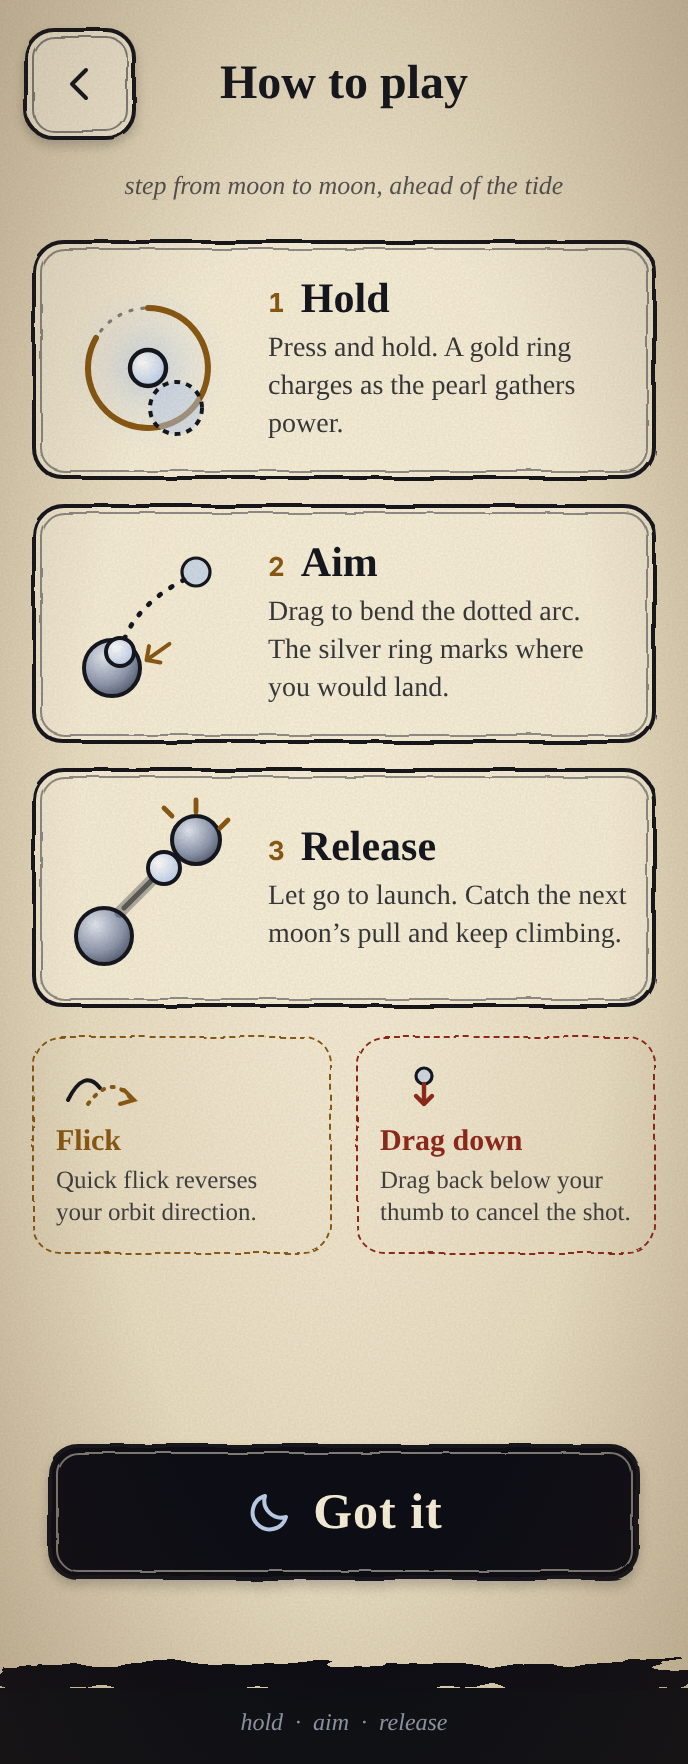 How to play
step from moon to moon, ahead of the tide
1 Hold
Press and hold. A gold ring
charges as the pearl gathers
power.
2 Aim
Drag to bend the dotted arc.
The silver ring marks where
you would land.
3 Release
Let go to launch. Catch the next
moon’s pull and keep climbing.
Flick
Quick flick reverses
your orbit direction.
Drag down
Drag back below your
thumb to cancel the shot.
Got it
hold · aim · release